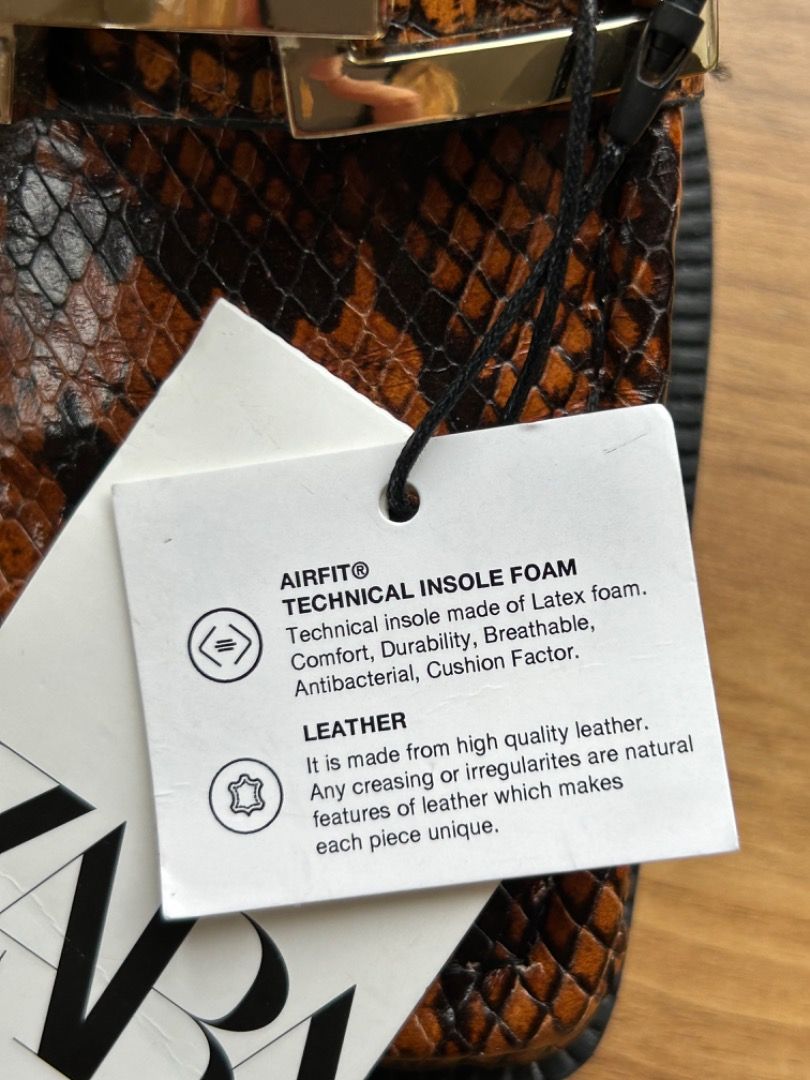 AIRFIT®
TECHNICAL INSOLE FOAM
Technical insole made of Latex foam.
Comfort, Durability, Breathable,
Antibacterial, Cushion Factor.
LEATHER
It is made from high quality leather.
Any creasing or irregularites are natural
features of leather which makes
each piece unique.